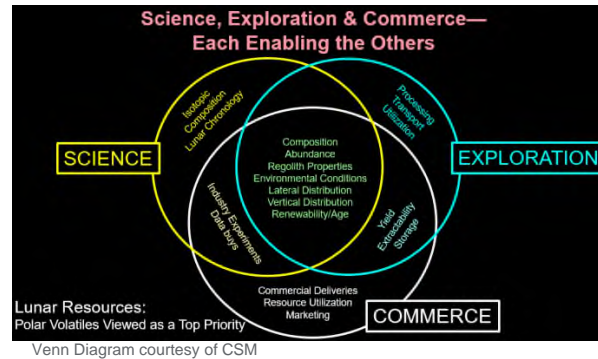 Science, Exploration & Commerce—
Each Enabling the Others
Isotopic
Composition
Lunar Chronology
Processing
Transport
Utilization
SCIENCE
EXPLORATION
Composition
Abundance
Regolith Properties
Environmental Conditions
Lateral Distribution
Vertical Distribution
Renewability/Age
Industry Experiments
Data buys
Yield
Extractability
Storage
Commercial Deliveries
Resource Utilization
Marketing
COMMERCE
Lunar Resources:
Polar Volatiles Viewed as a Top Priority
Venn Diagram courtesy of CSM